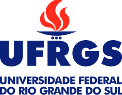 UFRGS
UNIVERSIDADE FEDERAL
DO RIO GRANDE DO SUL